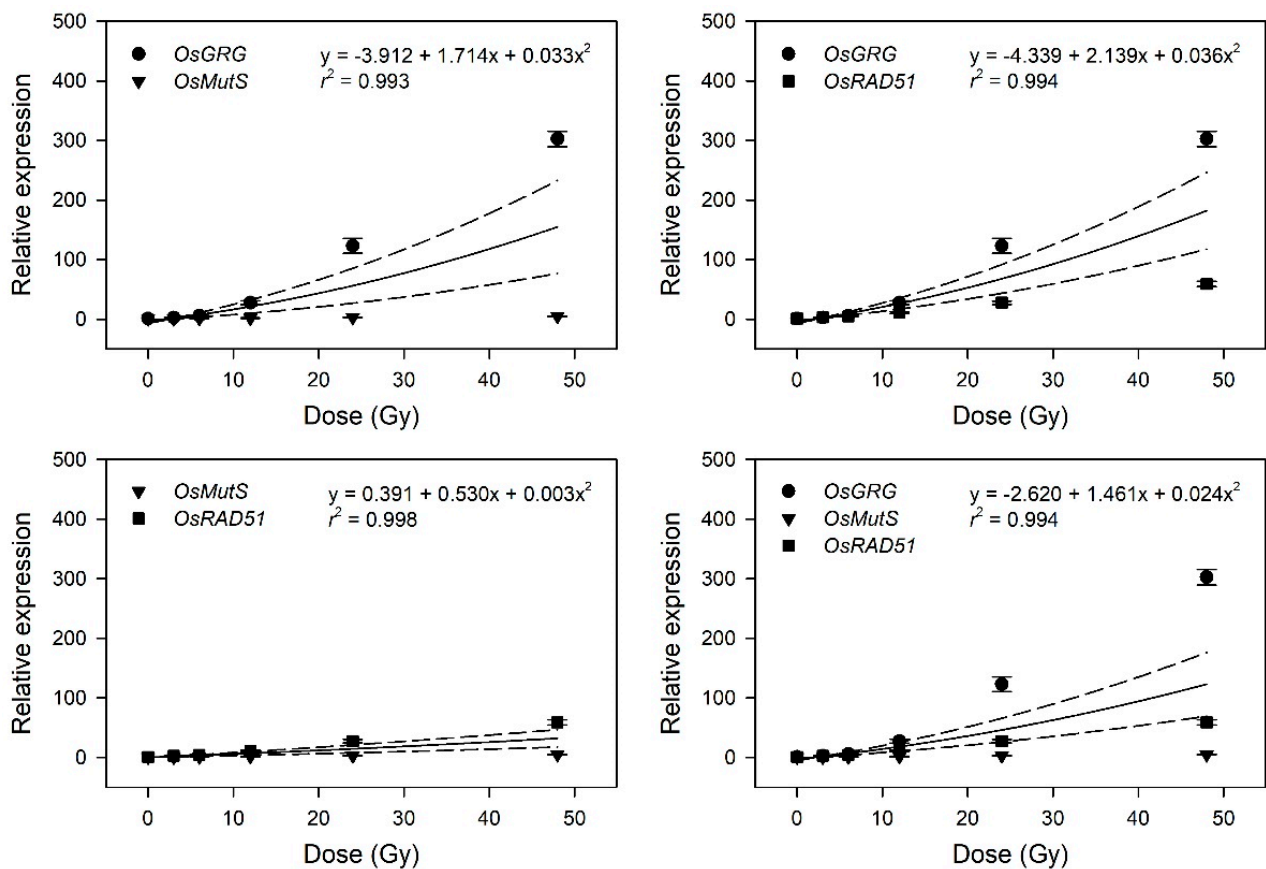 500
400
300
200
100
0
Relative expression
OsGRG
OsMutS
y = -3.912 + 1.714x + 0.033x²
r² = 0.993
0 10 20 30 40 50
Dose (Gy)
500
400
300
200
100
0
Relative expression
OsGRG
OsRAD51
y = -4.339 + 2.139x + 0.036x²
r² = 0.994
0 10 20 30 40 50
Dose (Gy)
500
400
300
200
100
0
Relative expression
OsMutS
OsRAD51
y = 0.391 + 0.530x + 0.003x²
r² = 0.998
0 10 20 30 40 50
Dose (Gy)
500
400
300
200
100
0
Relative expression
OsGRG
OsMutS
OsRAD51
y = -2.620 + 1.461x + 0.024x²
r² = 0.994
0 10 20 30 40 50
Dose (Gy)